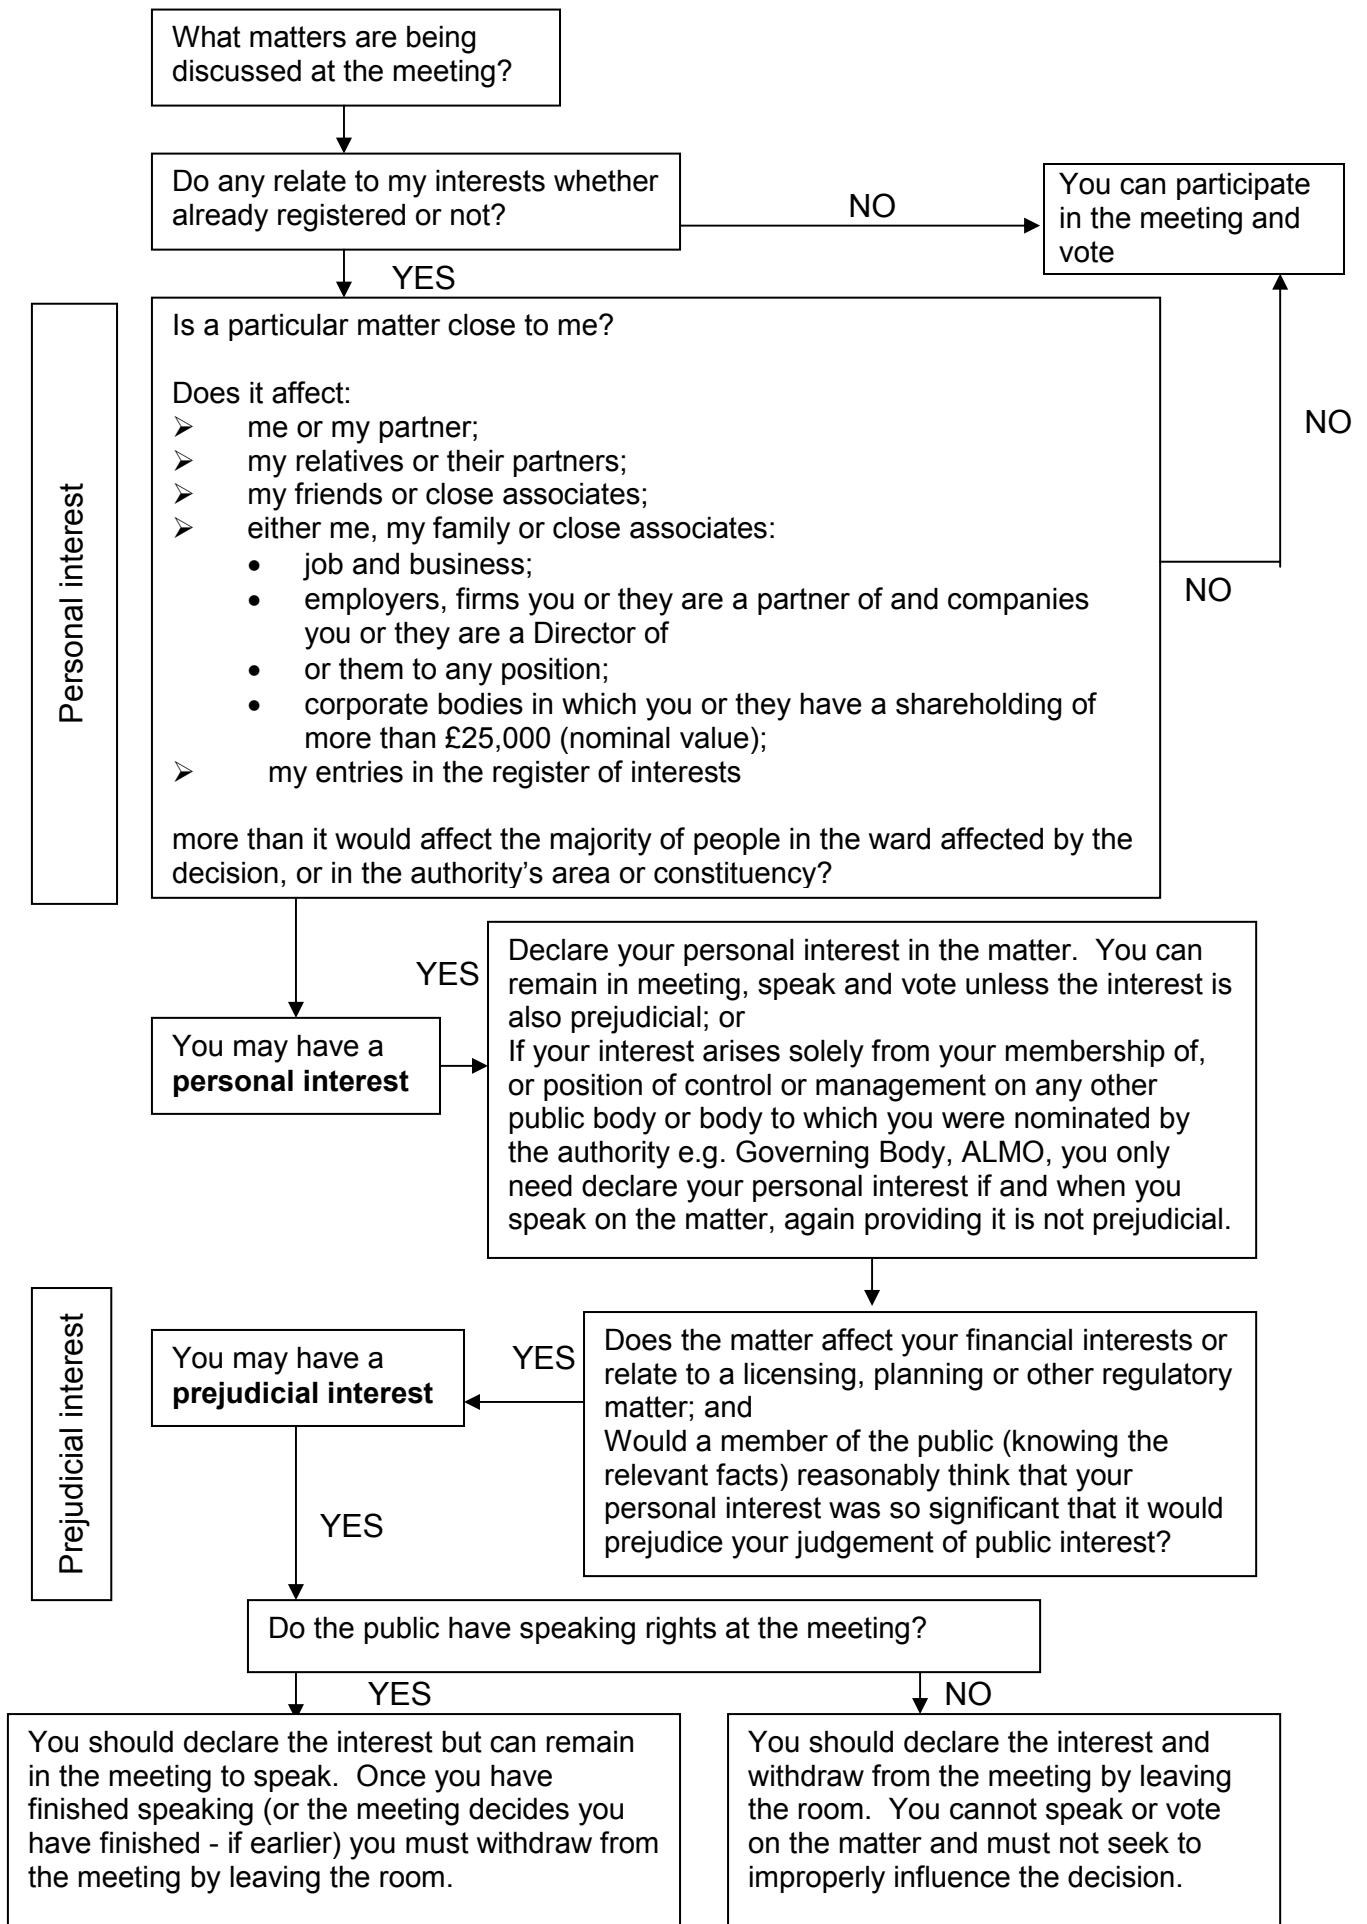 What matters are being
discussed at the meeting?
Do any relate to my interests whether
already registered or not?
NO
You can participate
in the meeting and
vote
YES
Personal interest
Is a particular matter close to me?
Does it affect:
➢ me or my partner;
➢ my relatives or their partners;
➢ my friends or close associates;
➢ either me, my family or close associates:
• job and business;
• employers, firms you or they are a partner of and companies
you or they are a Director of
• or them to any position;
• corporate bodies in which you or they have a shareholding of
more than £25,000 (nominal value);
➢ my entries in the register of interests
more than it would affect the majority of people in the ward affected by the
decision, or in the authority's area or constituency?
NO
NO
You may have a
personal interest
YES
Declare your personal interest in the matter. You can
remain in meeting, speak and vote unless the interest is
also prejudicial; or
If your interest arises solely from your membership of,
or position of control or management on any other
public body or body to which you were nominated by
the authority e.g. Governing Body, ALMO, you only
need declare your personal interest if and when you
speak on the matter, again providing it is not prejudicial.
Prejudicial interest
You may have a
prejudicial interest
YES
Does the matter affect your financial interests or
relate to a licensing, planning or other regulatory
matter; and
Would a member of the public (knowing the
relevant facts) reasonably think that your
personal interest was so significant that it would
prejudice your judgement of public interest?
YES
Do the public have speaking rights at the meeting?
YES
NO
You should declare the interest but can remain
in the meeting to speak. Once you have
finished speaking (or the meeting decides you
have finished - if earlier) you must withdraw from
the meeting by leaving the room.
You should declare the interest and
withdraw from the meeting by leaving
the room. You cannot speak or vote
on the matter and must not seek to
improperly influence the decision.